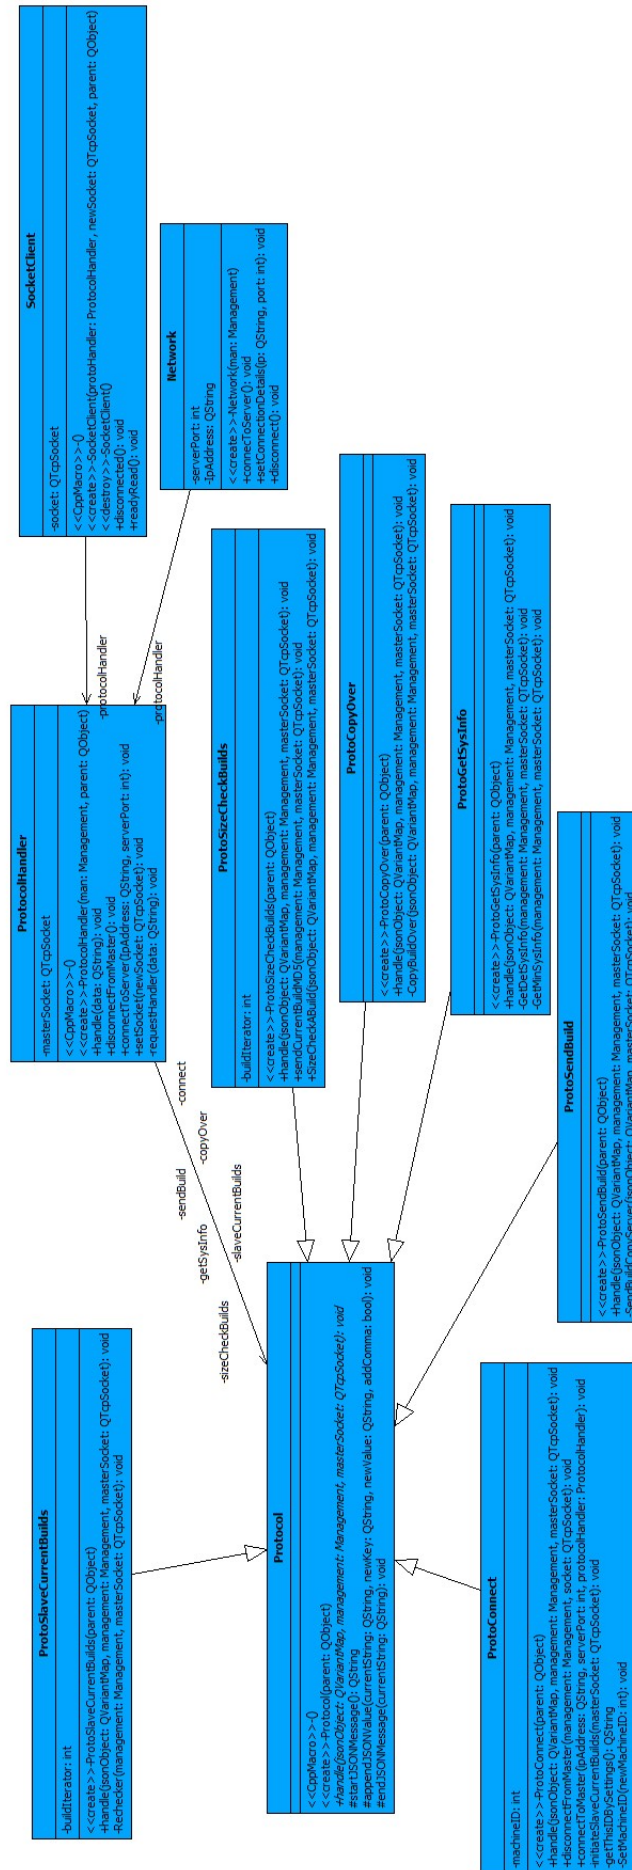 ProtoSlaveCurrentBuilds
-buildIterator: int
<<create>>-ProtoSlaveCurrentBuilds(parent: QObject)
+handle(jsonObject: QVariantMap, management: Management, masterSocket: QTcpSocket): void
-Rechecker(management: Management, masterSocket: QTcpSocket): void
ProtocolHandler
-masterSocket: QTcpSocket
<<CppMacro>>-()
<<create>>-ProtocolHandler(man: Management, parent: QObject)
+handle(data: QString): void
+disconnectFromMaster(): void
+connectToServer(IpAddress: QString, serverPort: int): void
+setSocket(newSocket: QTcpSocket): void
-requestHandler(data: QString): void
SocketClient
-socket: QTcpSocket
<<CppMacro>>-()
<<create>>-SocketClient(protoHandler: ProtocolHandler, newSocket: QTcpSocket, parent: QObject)
<<destroy>>-SocketClient()
+disconnected(): void
+readyRead(): void
-protocolHandler
-protocolHandler
Network
-serverPort: int
-IpAddress: QString
<<create>>-Network(man: Management)
+connecToServer(): void
+setConnectionDetails(ip: QString, port: int): void
+disconnect(): void
-connect
-sendBuild
-copyOver
-getSysInfo
-slaveCurrentBuilds
-sizeCheckBuilds
Protocol
<<CppMacro>>-()
<<create>>-Protocol(parent: QObject)
+handle(jsonObject: QVariantMap, management: Management, masterSocket: QTcpSocket): void
#startJSONMessage(): QString
#appendJSONValue(currentString: QString, newKey: QString, newValue: QString, addComma: bool): void
#endJSONMessage(currentString: QString): void
ProtoSizeCheckBuilds
-buildIterator: int
<<create>>-ProtoSizeCheckBuilds(parent: QObject)
+handle(jsonObject: QVariantMap, management: Management, masterSocket: QTcpSocket): void
+sendCurrentBuildMD5(management: Management, masterSocket: QTcpSocket): void
+SizeCheckABuild(jsonObject: QVariantMap, management: Management, masterSocket: QTcpSocket): void
ProtoCopyOver
<<create>>-ProtoCopyOver(parent: QObject)
+handle(jsonObject: QVariantMap, management: Management, masterSocket: QTcpSocket): void
-CopyBuildOver(jsonObject: QVariantMap, management: Management, masterSocket: QTcpSocket): void
ProtoGetSysInfo
<<create>>-ProtoGetSysInfo(parent: QObject)
+handle(jsonObject: QVariantMap, management: Management, masterSocket: QTcpSocket): void
-GetDetSysInfo(management: Management, masterSocket: QTcpSocket): void
-GetMinSysInfo(management: Management, masterSocket: QTcpSocket): void
ProtoConnect
-machineID: int
<<create>>-ProtoConnect(parent: QObject)
+handle(jsonObject: QVariantMap, management: Management, masterSocket: QTcpSocket): void
+disconnectFromMaster(management: Management, socket: QTcpSocket): void
+connectToMaster(ipAddress: QString, serverPort: int, protocolHandler: ProtocolHandler): void
-initiateSlaveCurrentBuilds(masterSocket: QTcpSocket): void
-getThisIDBySettings(): QString
-SetMachineID(newMachineID: int): void
ProtoSendBuild
<<create>>-ProtoSendBuild(parent: QObject)
+handle(jsonObject: QVariantMap, management: Management, masterSocket: QTcpSocket): void
-SendBuildCopyServer(jsonObject: QVariantMap, management: Management, masterSocket: QTcpSocket): void